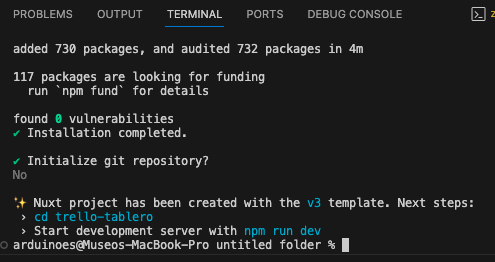 PROBLEMS OUTPUT TERMINAL PORTS DEBUG CONSOLE z
added 730 packages, and audited 732 packages in 4m
117 packages are looking for funding
run `npm fund` for details
found 0 vulnerabilities
✔ Installation completed.
✔ Initialize git repository?
No
✨ Nuxt project has been created with the v3 template. Next steps:
› cd trello-tablero
› Start development server with npm run dev
arduinoes@Museos-MacBook-Pro untitled folder %